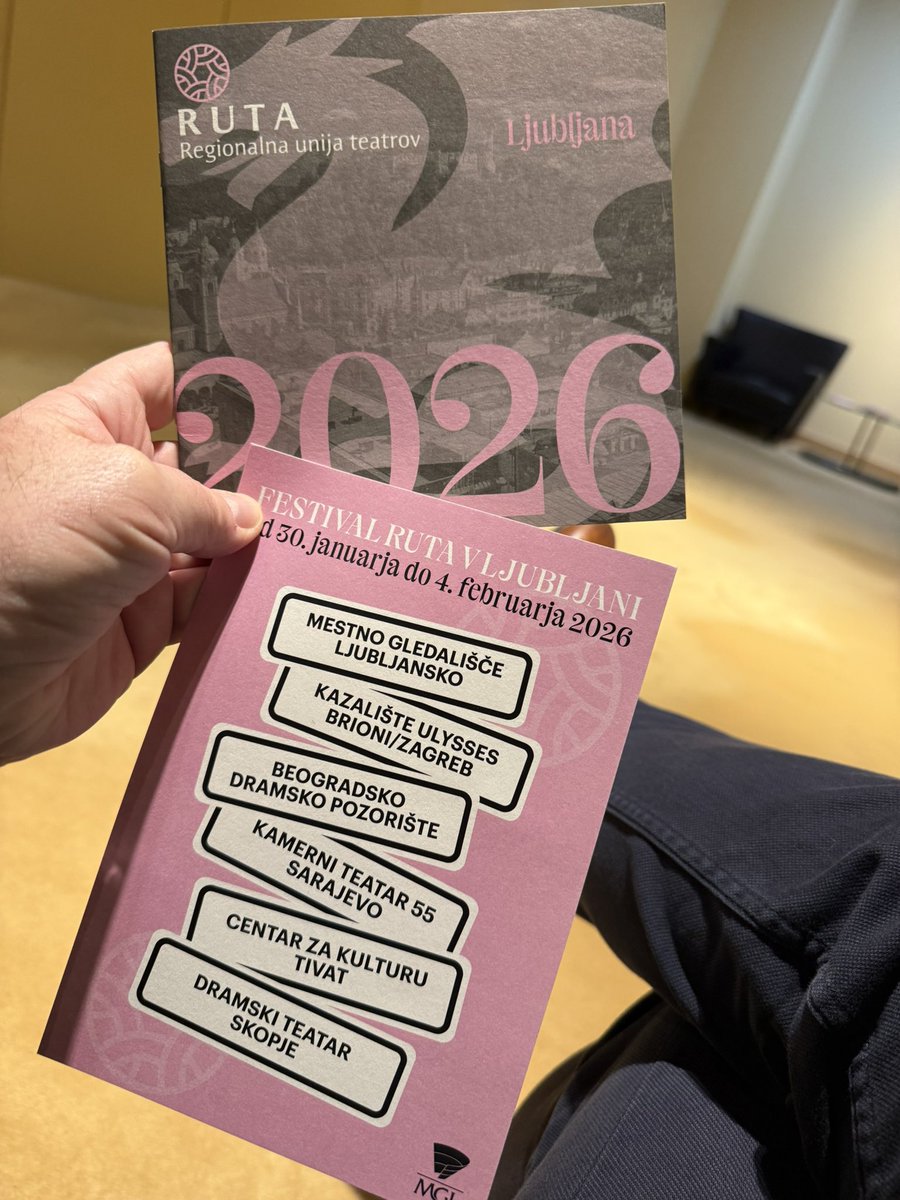 RUTA
Regionalna unija teatrov
Ljubljana
2026
FESTIVAL RUTA V LJUBLJANI
d 30. januarja do 4. februarja 2026
MESTNO GLEDALIŠČE
LJUBLJANSKO
KAZALIŠTE ULYSSES
BRIONI/ZAGREB
BEOGRADSKO
DRAMSKO POZORIŠTE
KAMERNI TEATAR 55
SARAJEVO
CENTAR ZA KULTURU
TIVAT
DRAMSKI TEATAR
SKOPJE
MGL